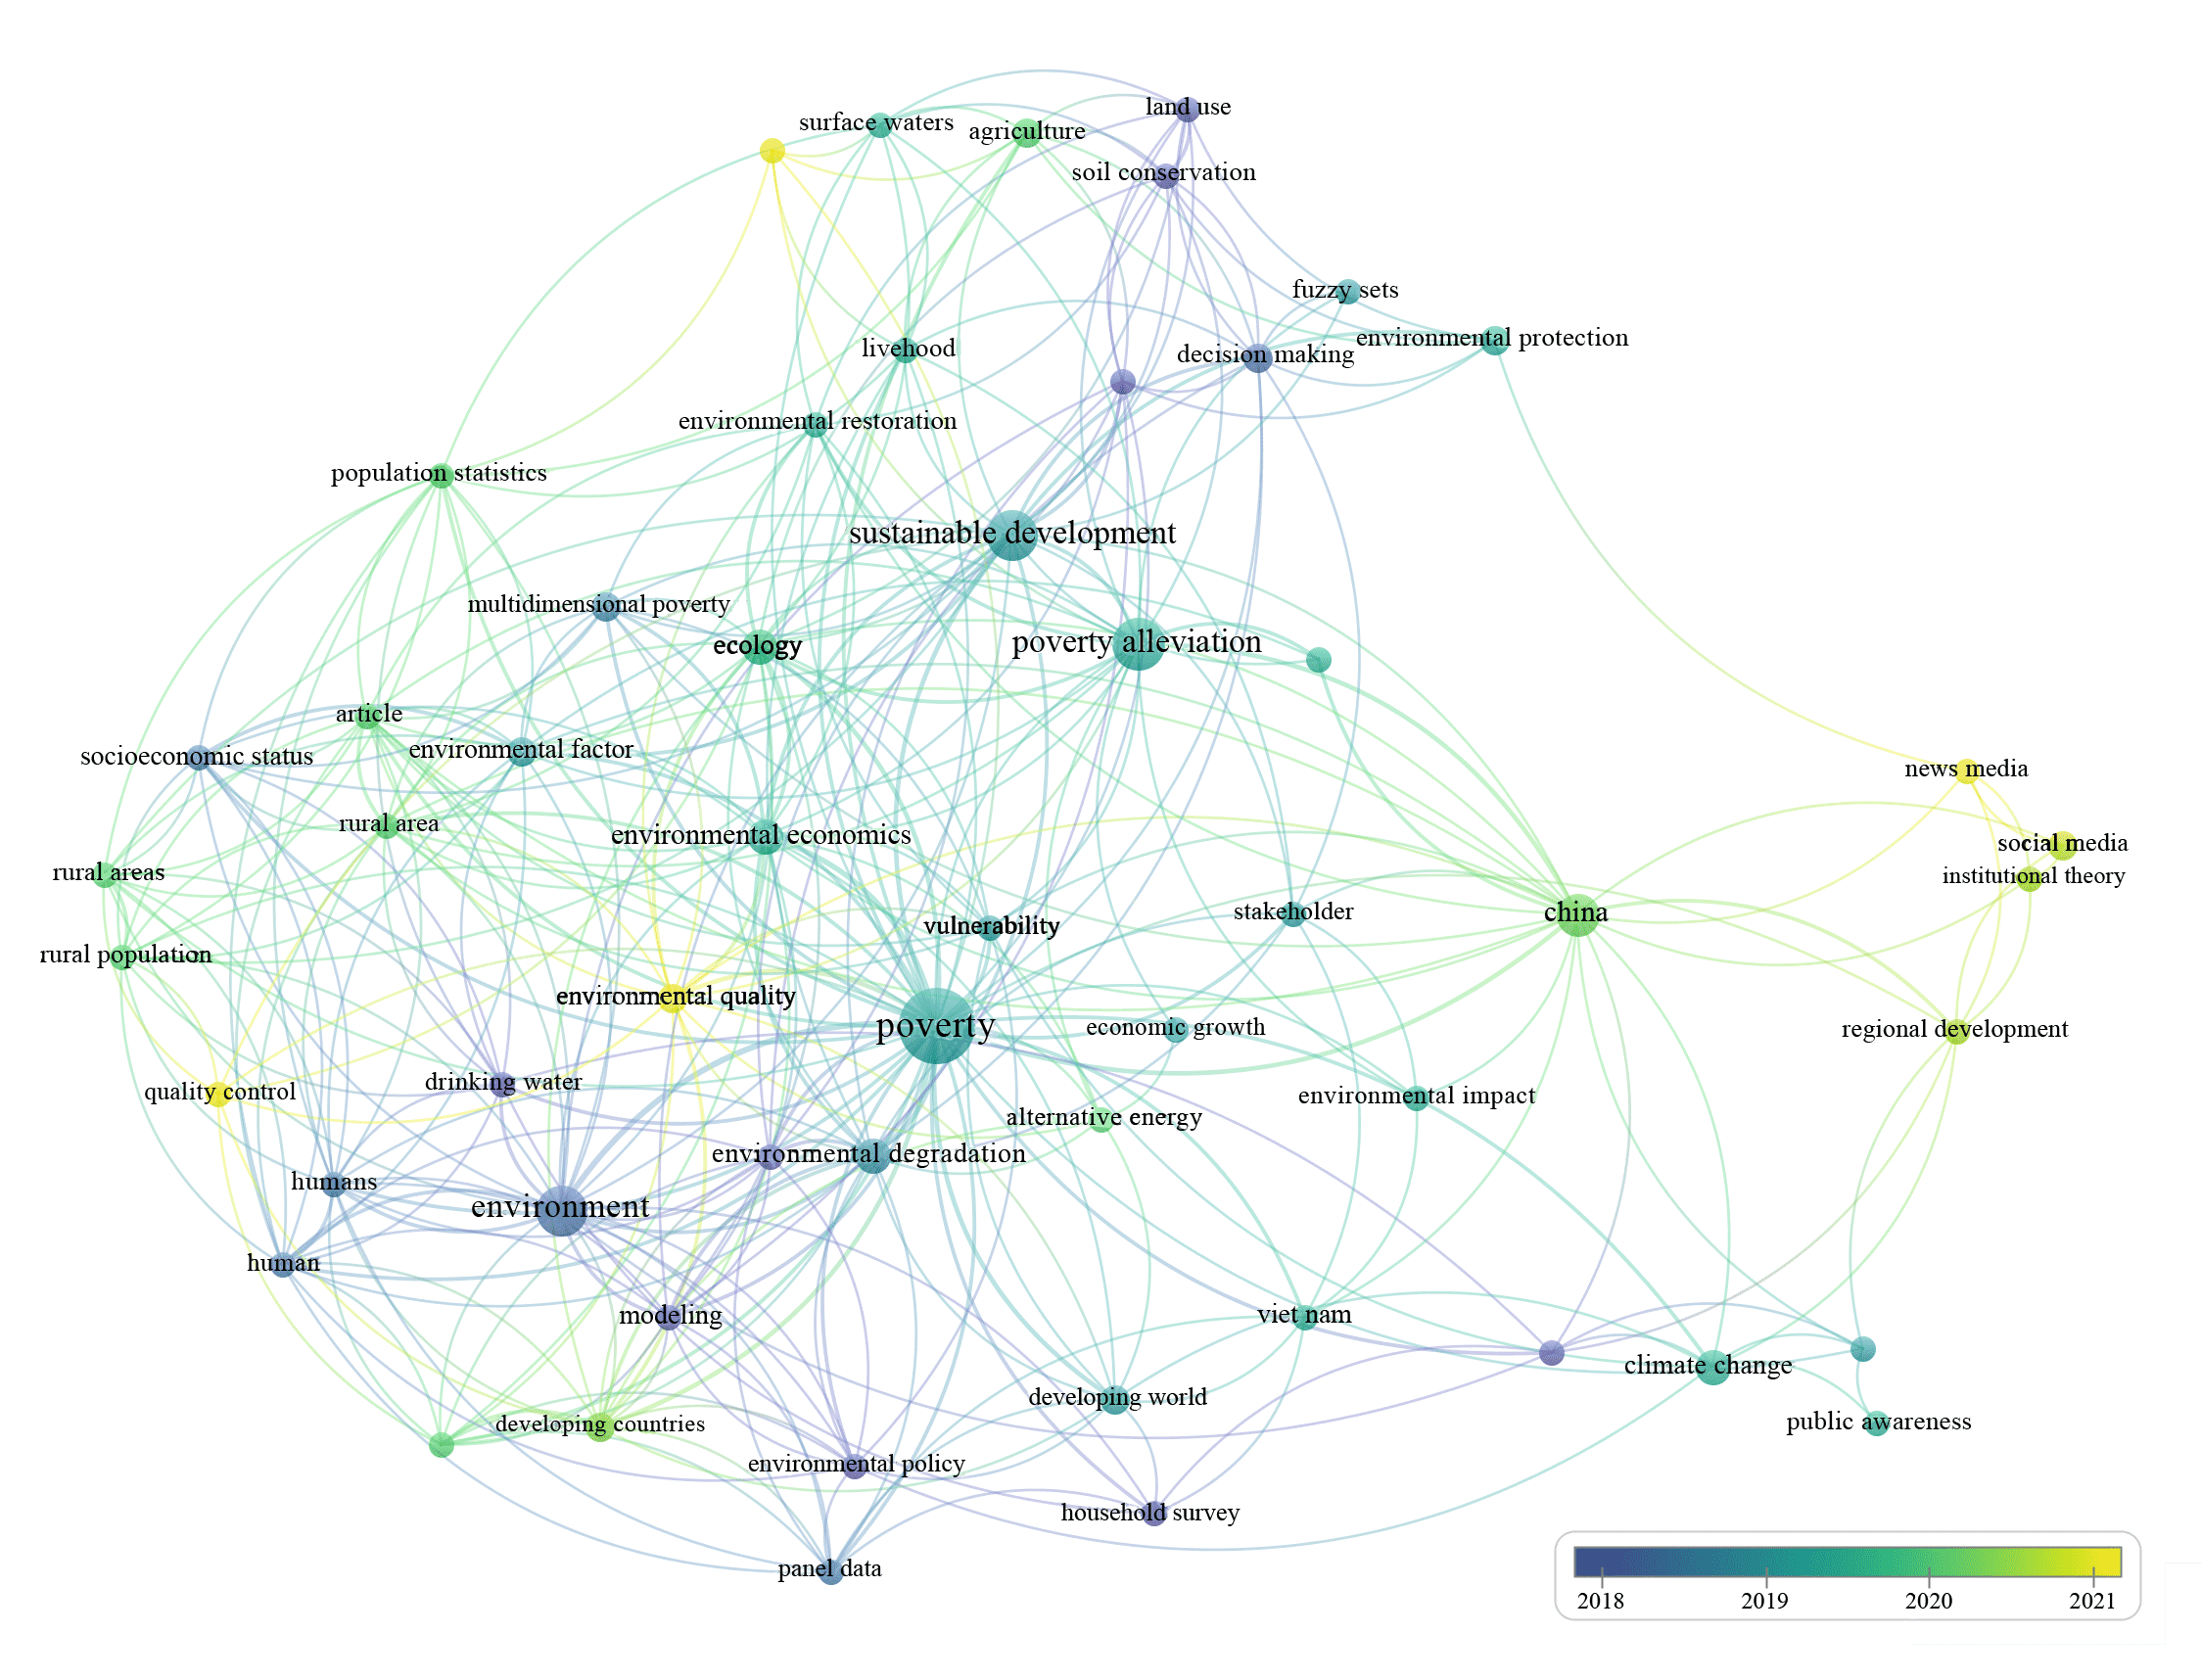 land use
surface waters
agriculture
soil conservation
fuzzy sets
environmental protection
livehood
decision making
environmental restoration
population statistics
sustainable development
multidimensional poverty
ecology
poverty alleviation
article
environmental factor
socioeconomic status
news media
rural area
environmental economics
social media
rural areas
institutional theory
stakeholder
china
vulnerability
rural population
environmental quality
poverty
economic growth
regional development
drinking water
quality control
environmental impact
alternative energy
environmental degradation
humans
environment
human
modeling
viet nam
climate change
developing world
developing countries
public awareness
environmental policy
household survey
panel data
2018
2019
2020
2021